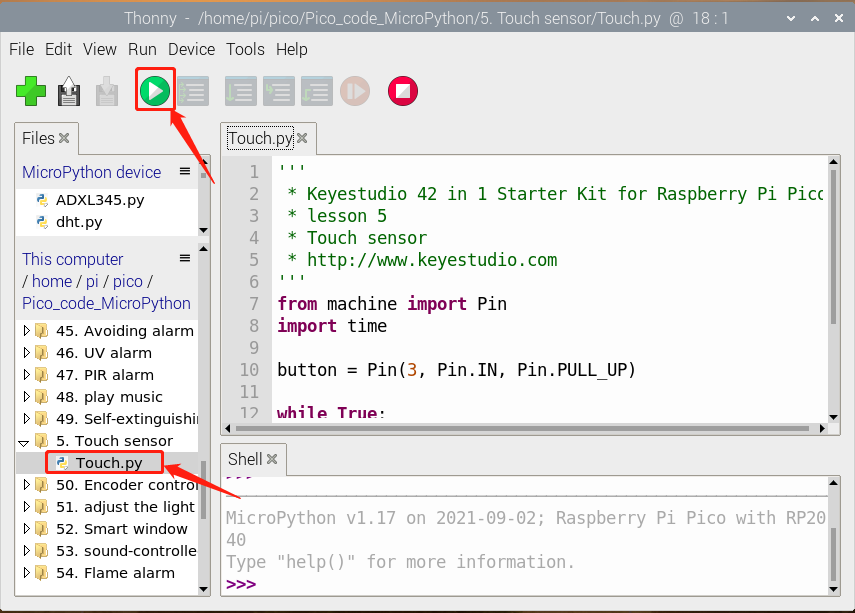 Thonny - /home/pi/pico/Pico_code_MicroPython/5. Touch sensor/Touch.py @ 18 : 1
File Edit View Run Device Tools Help
Files
MicroPython device
ADXL345.py
dht.py
This computer
/ home / pi / pico /
Pico_code_MicroPython
45. Avoiding alarm
46. UV alarm
47. PIR alarm
48. play music
49. Self-extinguishi
5. Touch sensor
Touch.py
50. Encoder contro
51. adjust the light
52. Smart window
53. sound-controlle
54. Flame alarm
Touch.py
1 '''
2 * Keyestudio 42 in 1 Starter Kit for Raspberry Pi Pico
3 * lesson 5
4 * Touch sensor
5 * http://www.keyestudio.com
6 '''
7 from machine import Pin
8 import time
9
10 button = Pin(3, Pin.IN, Pin.PULL_UP)
11
12 while True:
Shell
>>>
MicroPython v1.17 on 2021-09-02; Raspberry Pi Pico with RP20
40
Type "help()" for more information.
>>>